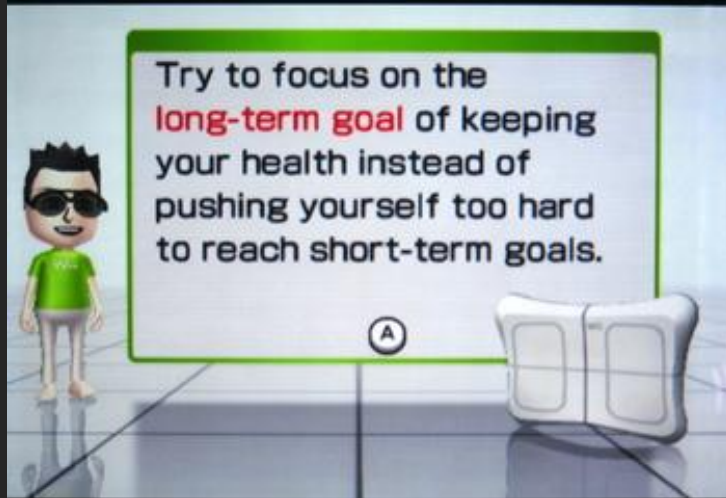 Try to focus on the
long-term goal of keeping
your health instead of
pushing yourself too hard
to reach short-term goals.
A
Wii